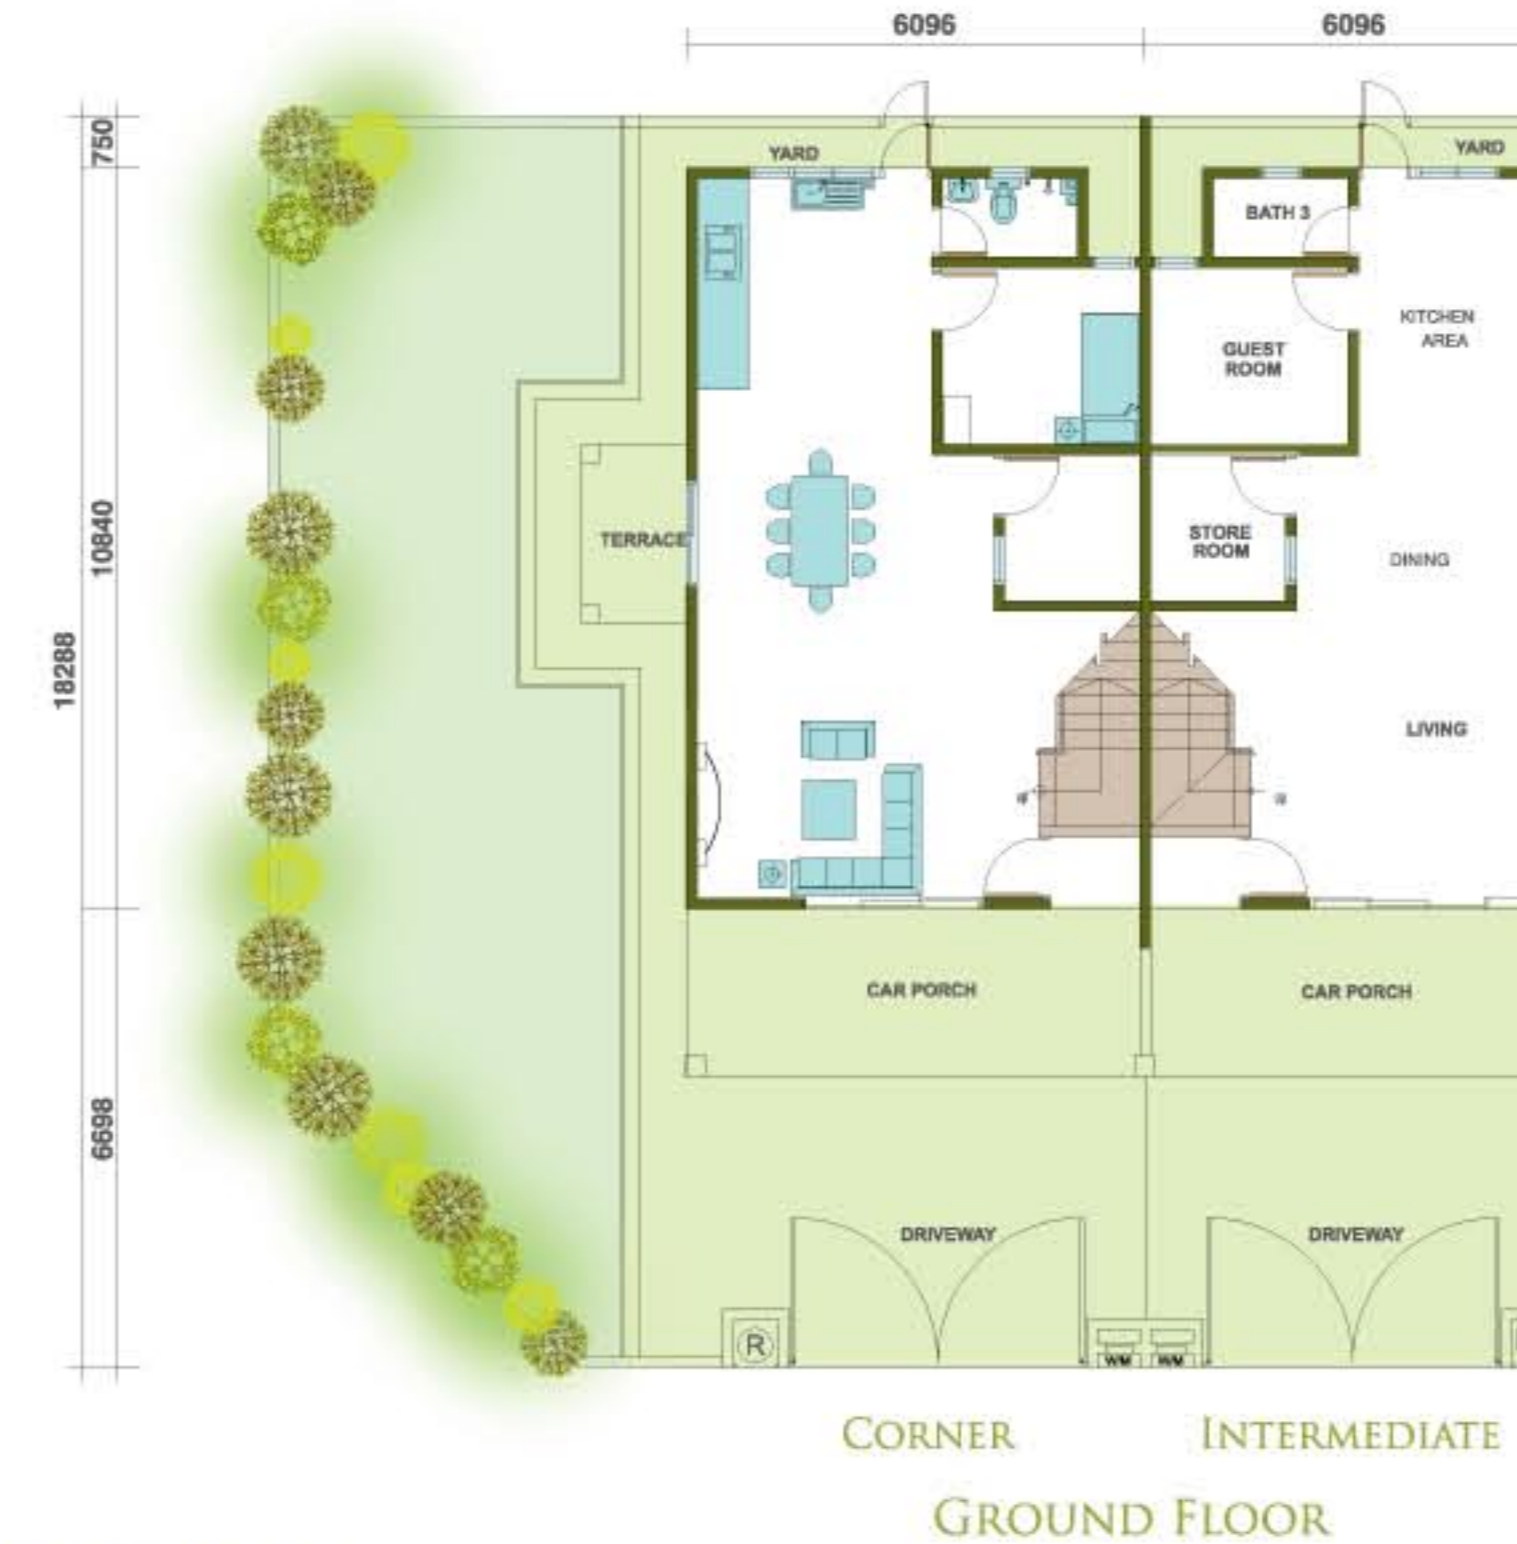 6096
6096
750
YARD
YARD
BATH 3
KITCHEN
AREA
GUEST
ROOM
10840
TERRACE
STORE
ROOM
DINING
18288
LIVING
CAR PORCH
CAR PORCH
6698
DRIVEWAY
DRIVEWAY
R
WM
WM
CORNER
INTERMEDIATE
GROUND FLOOR